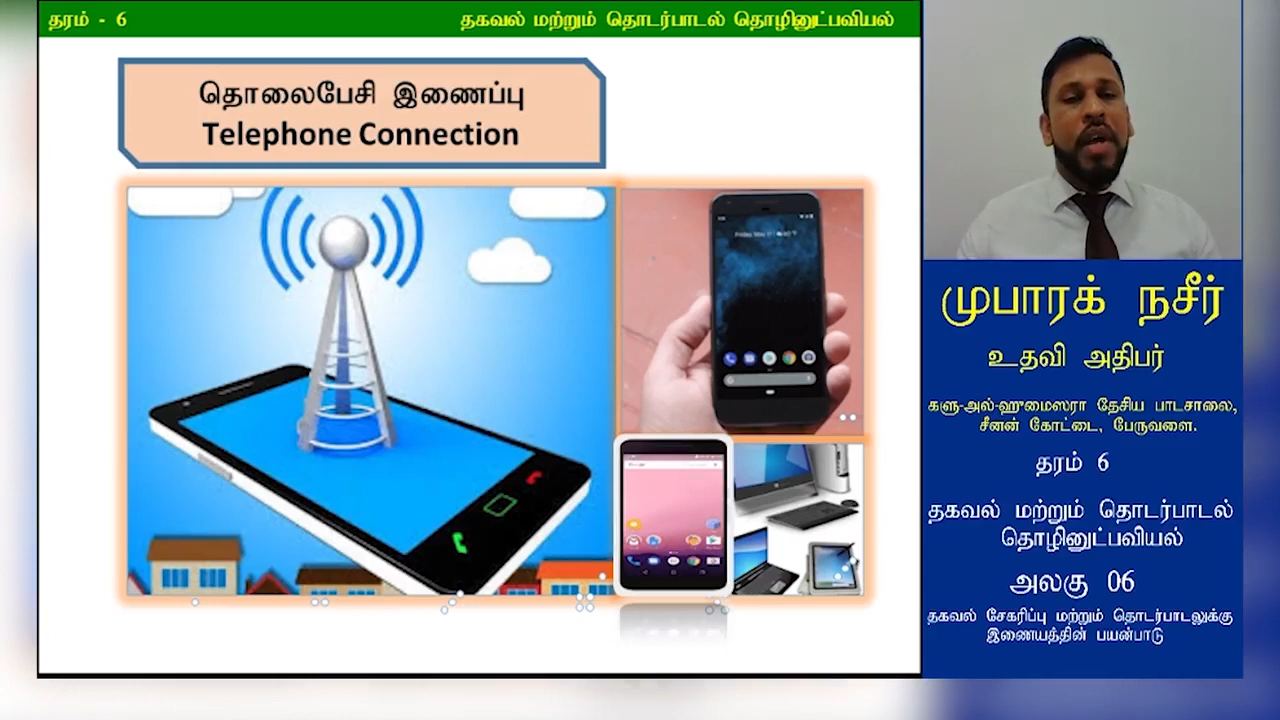 தரம் - 6
தகவல் மற்றும் தொடர்பாடல் தொழினுட்பவியல்
தொலைபேசி இணைப்பு
Telephone Connection
முபாரக் நசீர்
உதவி அதிபர்
களு-அல்-ஹுமைஸரா தேசிய பாடசாலை,
சீனன் கோட்டை, பேருவளை.
தரம் 6
தகவல் மற்றும் தொடர்பாடல்
தொழினுட்பவியல்
அலகு 06
தகவல் சேகரிப்பு மற்றும் தொடர்பாடலுக்கு
இணையத்தின் பயன்பாடு